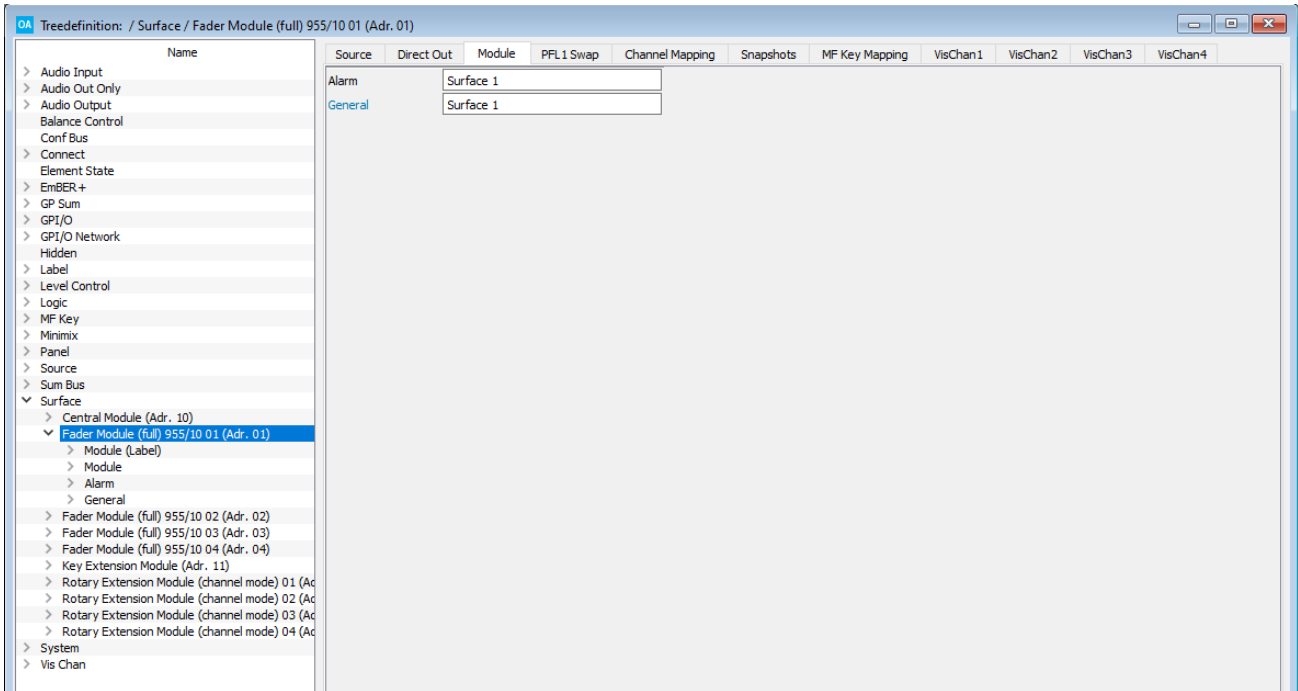 OA Treedefinition: / Surface / Fader Module (full) 955/10 01 (Adr. 01)
Name
Source Direct Out Module PFL1 Swap Channel Mapping Snapshots MF Key Mapping VisChan1 VisChan2 VisChan3 VisChan4
Audio Input
Audio Out Only
Audio Output
Balance Control
Conf Bus
Connect
Element State
EmBER+
GP Sum
GPI/O
GPI/O Network
Hidden
Label
Level Control
Logic
MF Key
Minimix
Panel
Source
Sum Bus
Surface
Central Module (Adr. 10)
Fader Module (full) 955/10 01 (Adr. 01)
Module (Label)
Module
Alarm
General
Fader Module (full) 955/10 02 (Adr. 02)
Fader Module (full) 955/10 03 (Adr. 03)
Fader Module (full) 955/10 04 (Adr. 04)
Key Extension Module (Adr. 11)
Rotary Extension Module (channel mode) 01 (Ad
Rotary Extension Module (channel mode) 02 (Ad
Rotary Extension Module (channel mode) 03 (Ad
Rotary Extension Module (channel mode) 04 (Ad
System
Vis Chan
Alarm Surface 1
General Surface 1